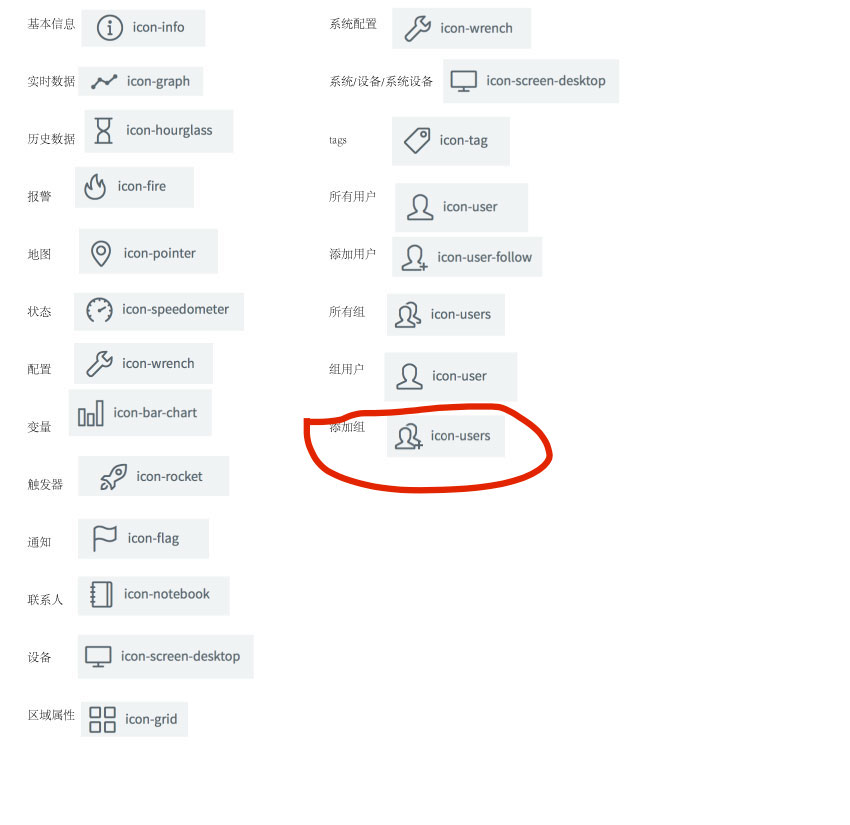 基本信息 icon-info
实时数据 icon-graph
历史数据 icon-hourglass
报警 icon-fire
地图 icon-pointer
状态 icon-speedometer
配置 icon-wrench
变量 icon-bar-chart
触发器 icon-rocket
通知 icon-flag
联系人 icon-notebook
设备 icon-screen-desktop
区域属性 icon-grid
系统配置 icon-wrench
系统/设备/系统设备 icon-screen-desktop
tags icon-tag
所有用户 icon-user
添加用户 icon-user-follow
所有组 icon-users
组用户 icon-user
添加组 icon-users